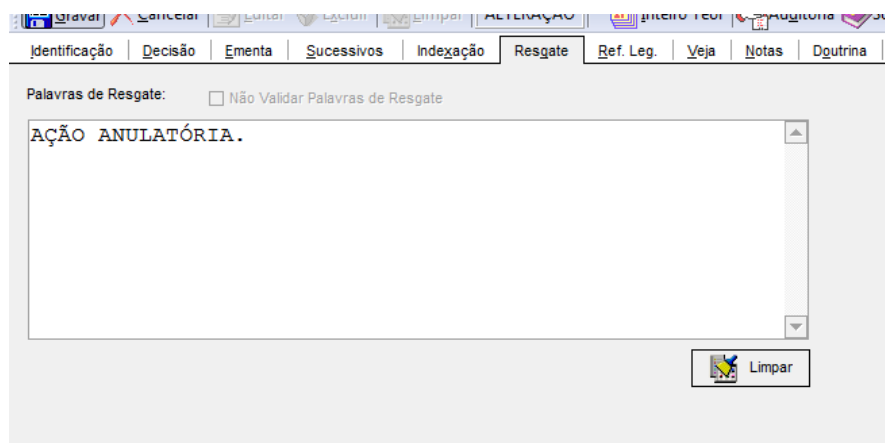 Gravar Cancelar Editar Excluir Limpar ALTERAÇÃO Inteiro Teor Auditoria
Identificação Decisão Ementa Sucessivos Indexação Resgate Ref. Leg. Veja Notas Doutrina
Palavras de Resgate: Não Validar Palavras de Resgate
AÇÃO ANULATÓRIA.
Limpar